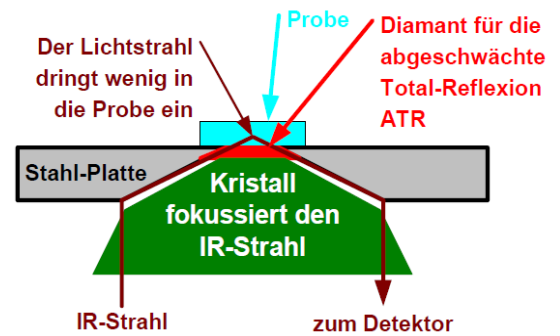 Probe
Der Lichtstrahl
dringt wenig in
die Probe ein
Diamant für die
abgeschwächte
Total-Reflexion
ATR
Stahl-Platte
Kristall
fokussiert den
IR-Strahl
IR-Strahl
zum Detektor